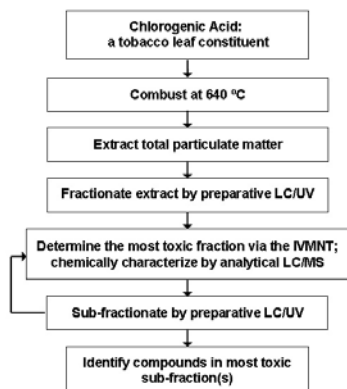 Chlorogenic Acid:
a tobacco leaf constituent
Combust at 640 ºC
Extract total particulate matter
Fractionate extract by preparative LC/UV
Determine the most toxic fraction via the IVMNT;
chemically characterize by analytical LC/MS
Sub-fractionate by preparative LC/UV
Identify compounds in most toxic
sub-fraction(s)